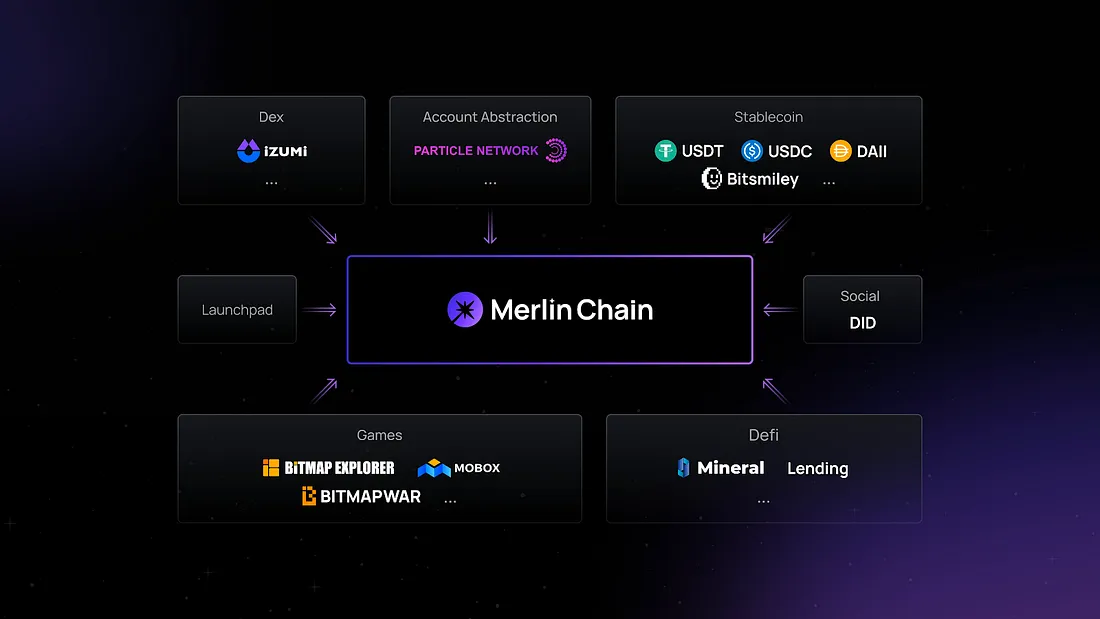 Dex
iZUMi
...
Account Abstraction
PARTICLE NETWORK
...
Stablecoin
USDT USDC DAII
Bitsmiley ...
Launchpad
Merlin Chain
Social
DID
Games
BITMAP EXPLORER MOBOX
BITMAPWAR ...
Defi
Mineral Lending
...